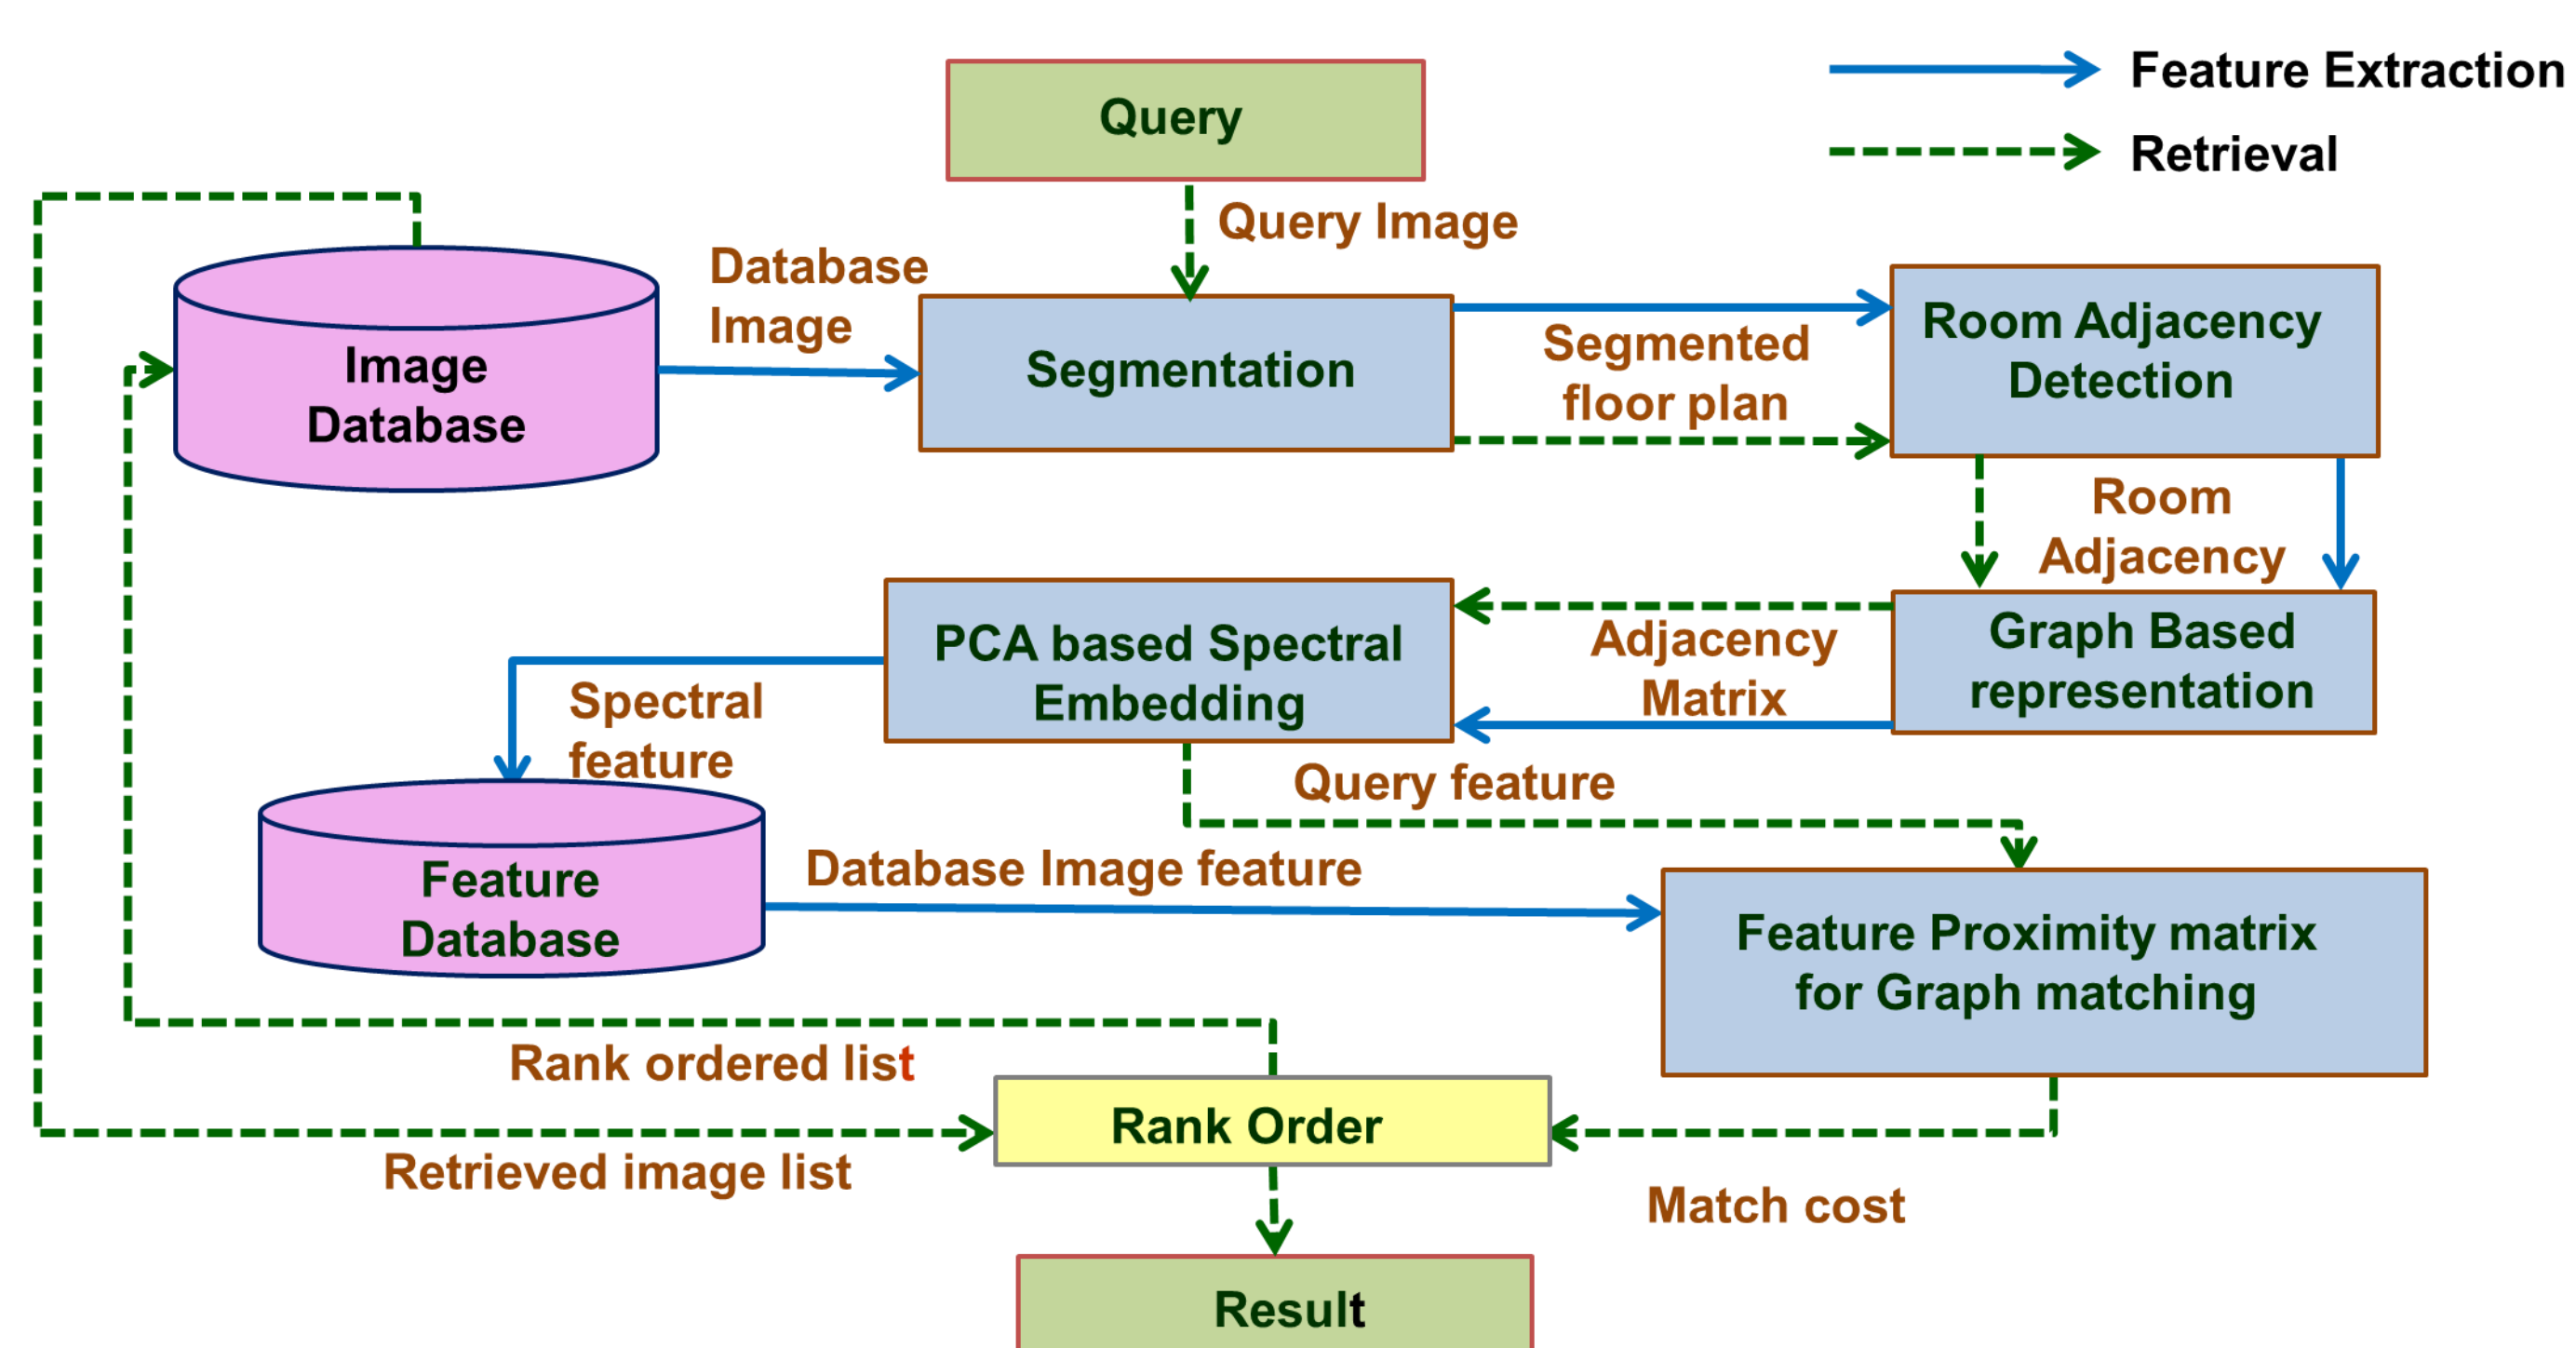 Feature Extraction
Retrieval
Query
Query Image
Database
Image
Image
Database
Segmentation
Segmented
floor plan
Room Adjacency
Detection
Room
Adjacency
Graph Based
representation
Adjacency
Matrix
PCA based Spectral
Embedding
Spectral
feature
Query feature
Feature
Database
Database Image feature
Feature Proximity matrix
for Graph matching
Rank ordered list
Rank Order
Retrieved image list
Match cost
Result